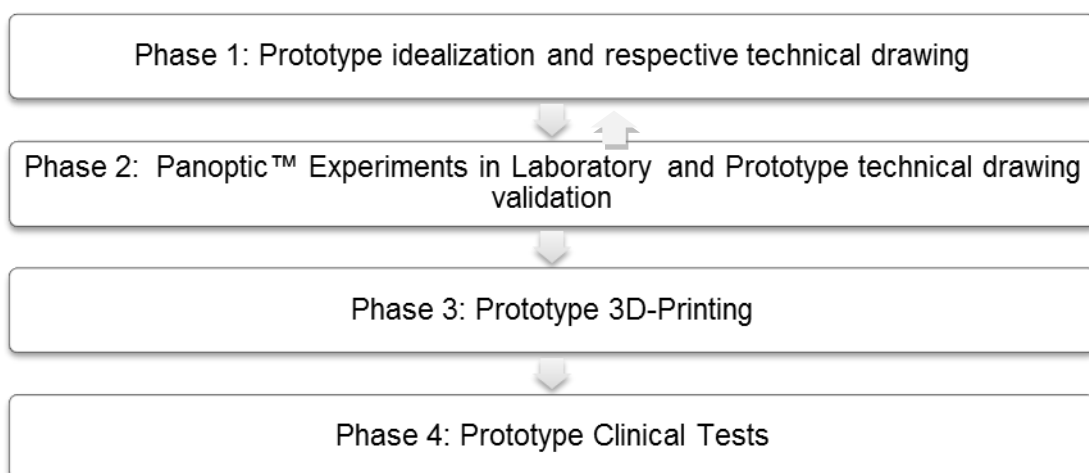 Phase 1: Prototype idealization and respective technical drawing
Phase 2: Panoptic™ Experiments in Laboratory and Prototype technical drawing
validation
Phase 3: Prototype 3D-Printing
Phase 4: Prototype Clinical Tests